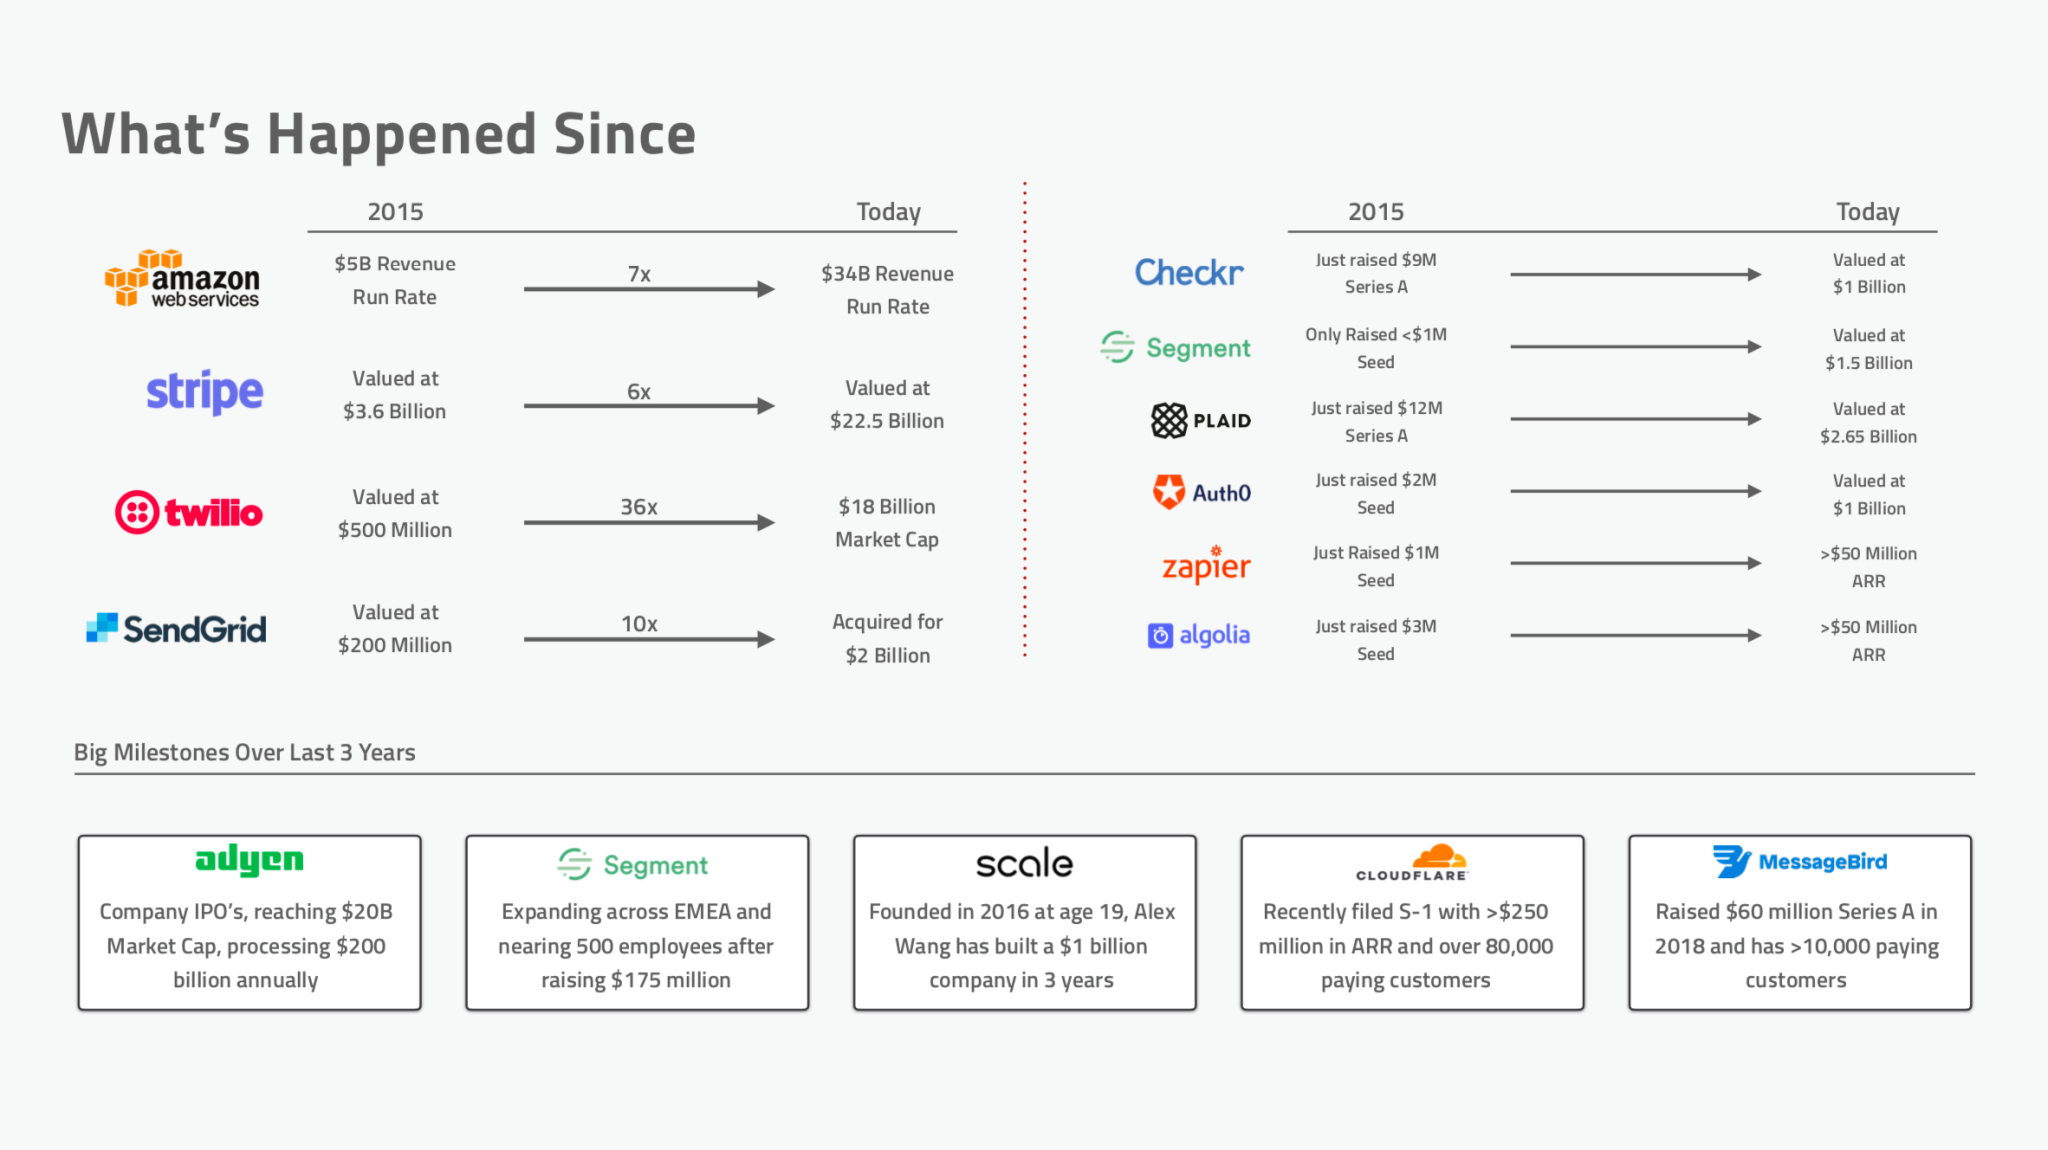 What's Happened Since
2015
Today
amazon
web services
$5B Revenue
Run Rate
7x
$34B Revenue
Run Rate
stripe
Valued at
$3.6 Billion
6x
Valued at
$22.5 Billion
twilio
Valued at
$500 Million
36x
$18 Billion
Market Cap
SendGrid
Valued at
$200 Million
10x
Acquired for
$2 Billion
2015
Today
Checkr
Just raised $9M
Series A
Valued at
$1 Billion
Segment
Only Raised <$1M
Seed
Valued at
$1.5 Billion
PLAID
Just raised $12M
Series A
Valued at
$2.65 Billion
Auth0
Just raised $2M
Seed
Valued at
$1 Billion
zapier
Just Raised $1M
Seed
>$50 Million
ARR
algolia
Just raised $3M
Seed
>$50 Million
ARR
Big Milestones Over Last 3 Years
adyen
Company IPO's, reaching $20B
Market Cap, processing $200
billion annually
Segment
Expanding across EMEA and
nearing 500 employees after
raising $175 million
scale
Founded in 2016 at age 19, Alex
Wang has built a $1 billion
company in 3 years
CLOUDFLARE
Recently filed S-1 with >$250
million in ARR and over 80,000
paying customers
MessageBird
Raised $60 million Series A in
2018 and has >10,000 paying
customers